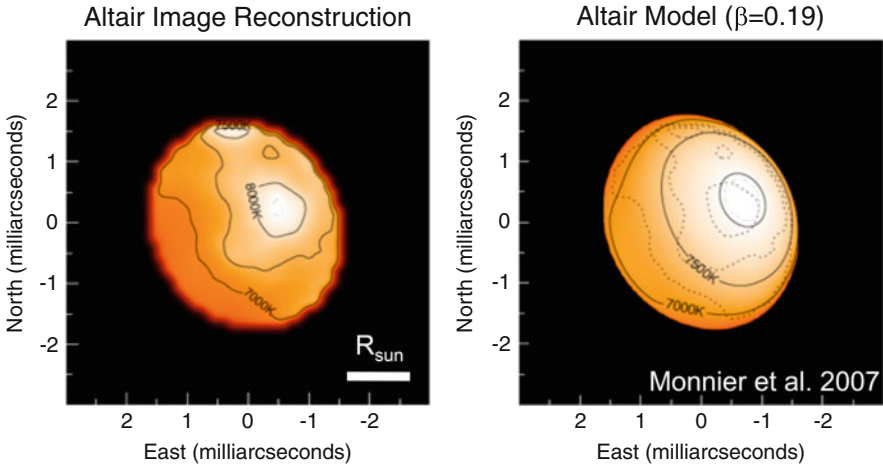 Altair Image Reconstruction
Altair Model (β=0.19)
North (milliarcseconds)
2
1
0
-1
-2
7500K
8000K
7000K
R_sun
2
1
0
-1
-2
East (milliarcseconds)
North (milliarcseconds)
2
1
0
-1
-2
7500K
7000K
Monnier et al. 2007
2
1
0
-1
-2
East (milliarcseconds)